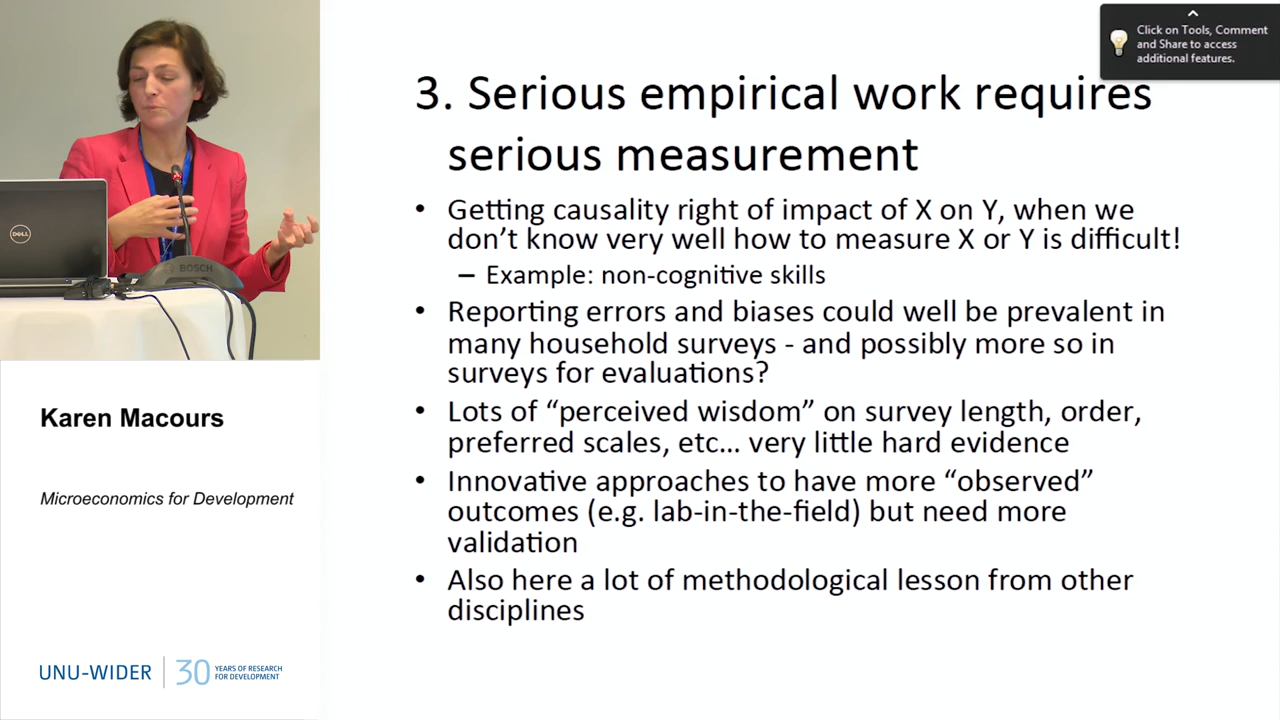 Click on Tools, Comment
and Share to access
additional features.
3. Serious empirical work requires
serious measurement
• Getting causality right of impact of X on Y, when we
don’t know very well how to measure X or Y is difficult!
– Example: non-cognitive skills
• Reporting errors and biases could well be prevalent in
many household surveys - and possibly more so in
surveys for evaluations?
• Lots of “perceived wisdom” on survey length, order,
preferred scales, etc… very little hard evidence
• Innovative approaches to have more “observed”
outcomes (e.g. lab-in-the-field) but need more
validation
• Also here a lot of methodological lesson from other
disciplines
DELL
BOSCH
Karen Macours
Microeconomics for Development
UNU-WIDER
30
YEARS OF RESEARCH
FOR DEVELOPMENT